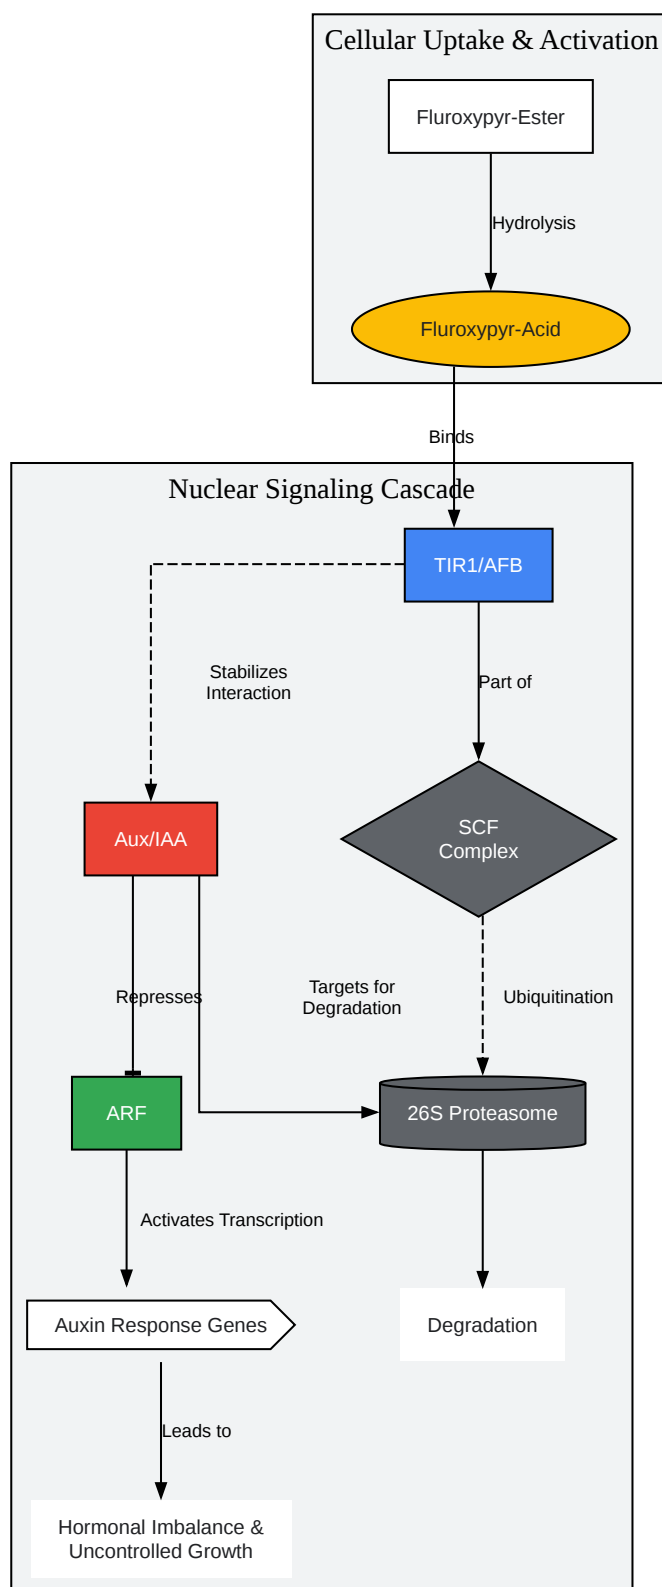 Cellular Uptake & Activation
Fluroxypyr-Ester
Hydrolysis
Fluroxypyr-Acid
Binds
Nuclear Signaling Cascade
TIR1/AFB
Stabilizes
Interaction
Part of
Aux/IAA
SCF
Complex
Represses
Targets for
Degradation
Ubiquitination
ARF
26S Proteasome
Activates Transcription
Auxin Response Genes
Degradation
Leads to
Hormonal Imbalance &
Uncontrolled Growth